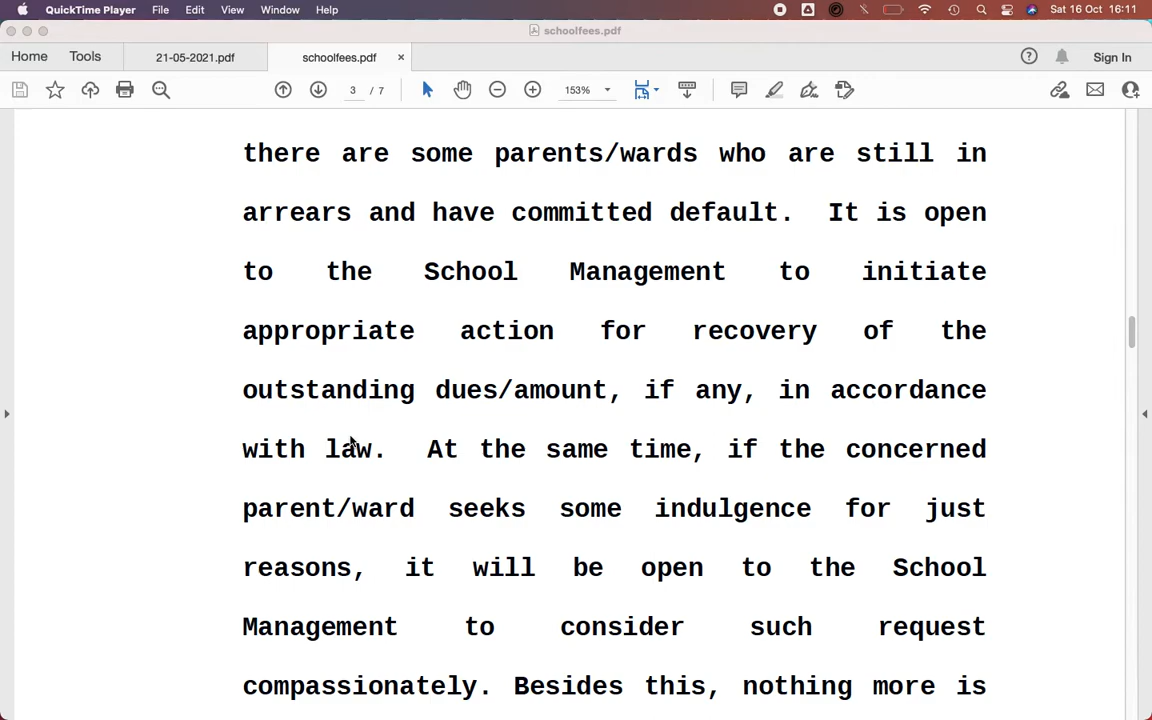 QuickTime Player File Edit View Window Help Sat 16 Oct 16:11
schoolfees.pdf
Home Tools 21-05-2021.pdf schoolfees.pdf × Sign In
3 / 7 153%
there are some parents/wards who are still in
arrears and have committed default. It is open
to the School Management to initiate
appropriate action for recovery of the
outstanding dues/amount, if any, in accordance
with law. At the same time, if the concerned
parent/ward seeks some indulgence for just
reasons, it will be open to the School
Management to consider such request
compassionately. Besides this, nothing more is